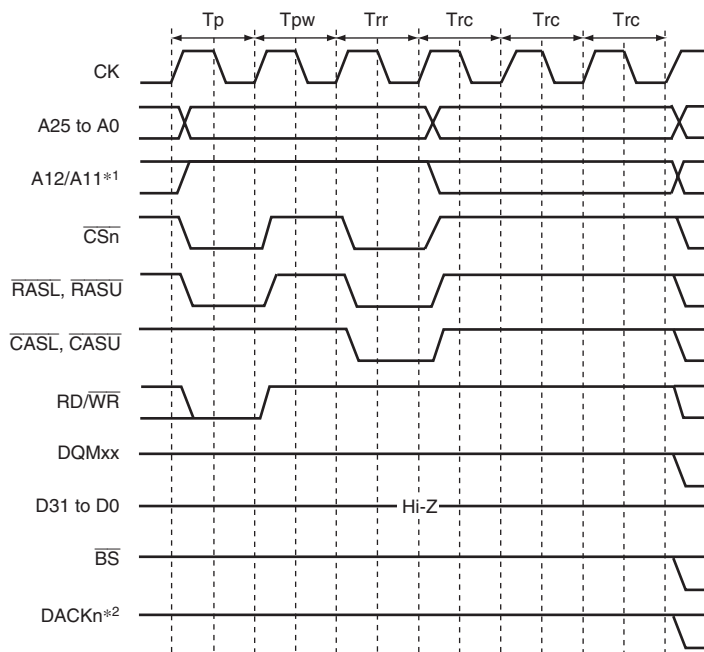 Tp Tpw Trr Trc Trc Trc
CK
A25 to A0
A12/A11*1
CSn
RASL, RASU
CASL, CASU
RD/WR
DQMxx
D31 to D0 Hi-Z
BS
DACKn*2